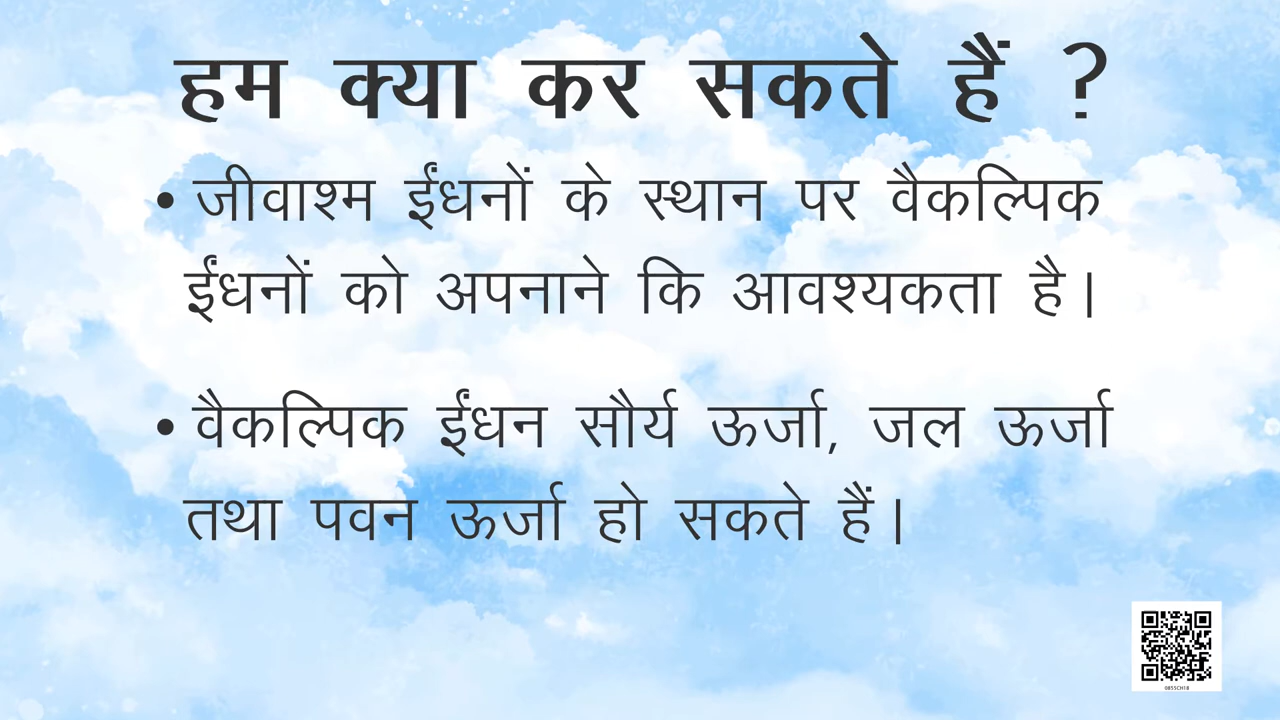 हम क्या कर सकते हैं ?
• जीवाश्म ईंधनों के स्थान पर वैकल्पिक
ईंधनों को अपनाने कि आवश्यकता है।
• वैकल्पिक ईंधन सौर्य ऊर्जा, जल ऊर्जा
तथा पवन ऊर्जा हो सकते हैं।
0855CH18